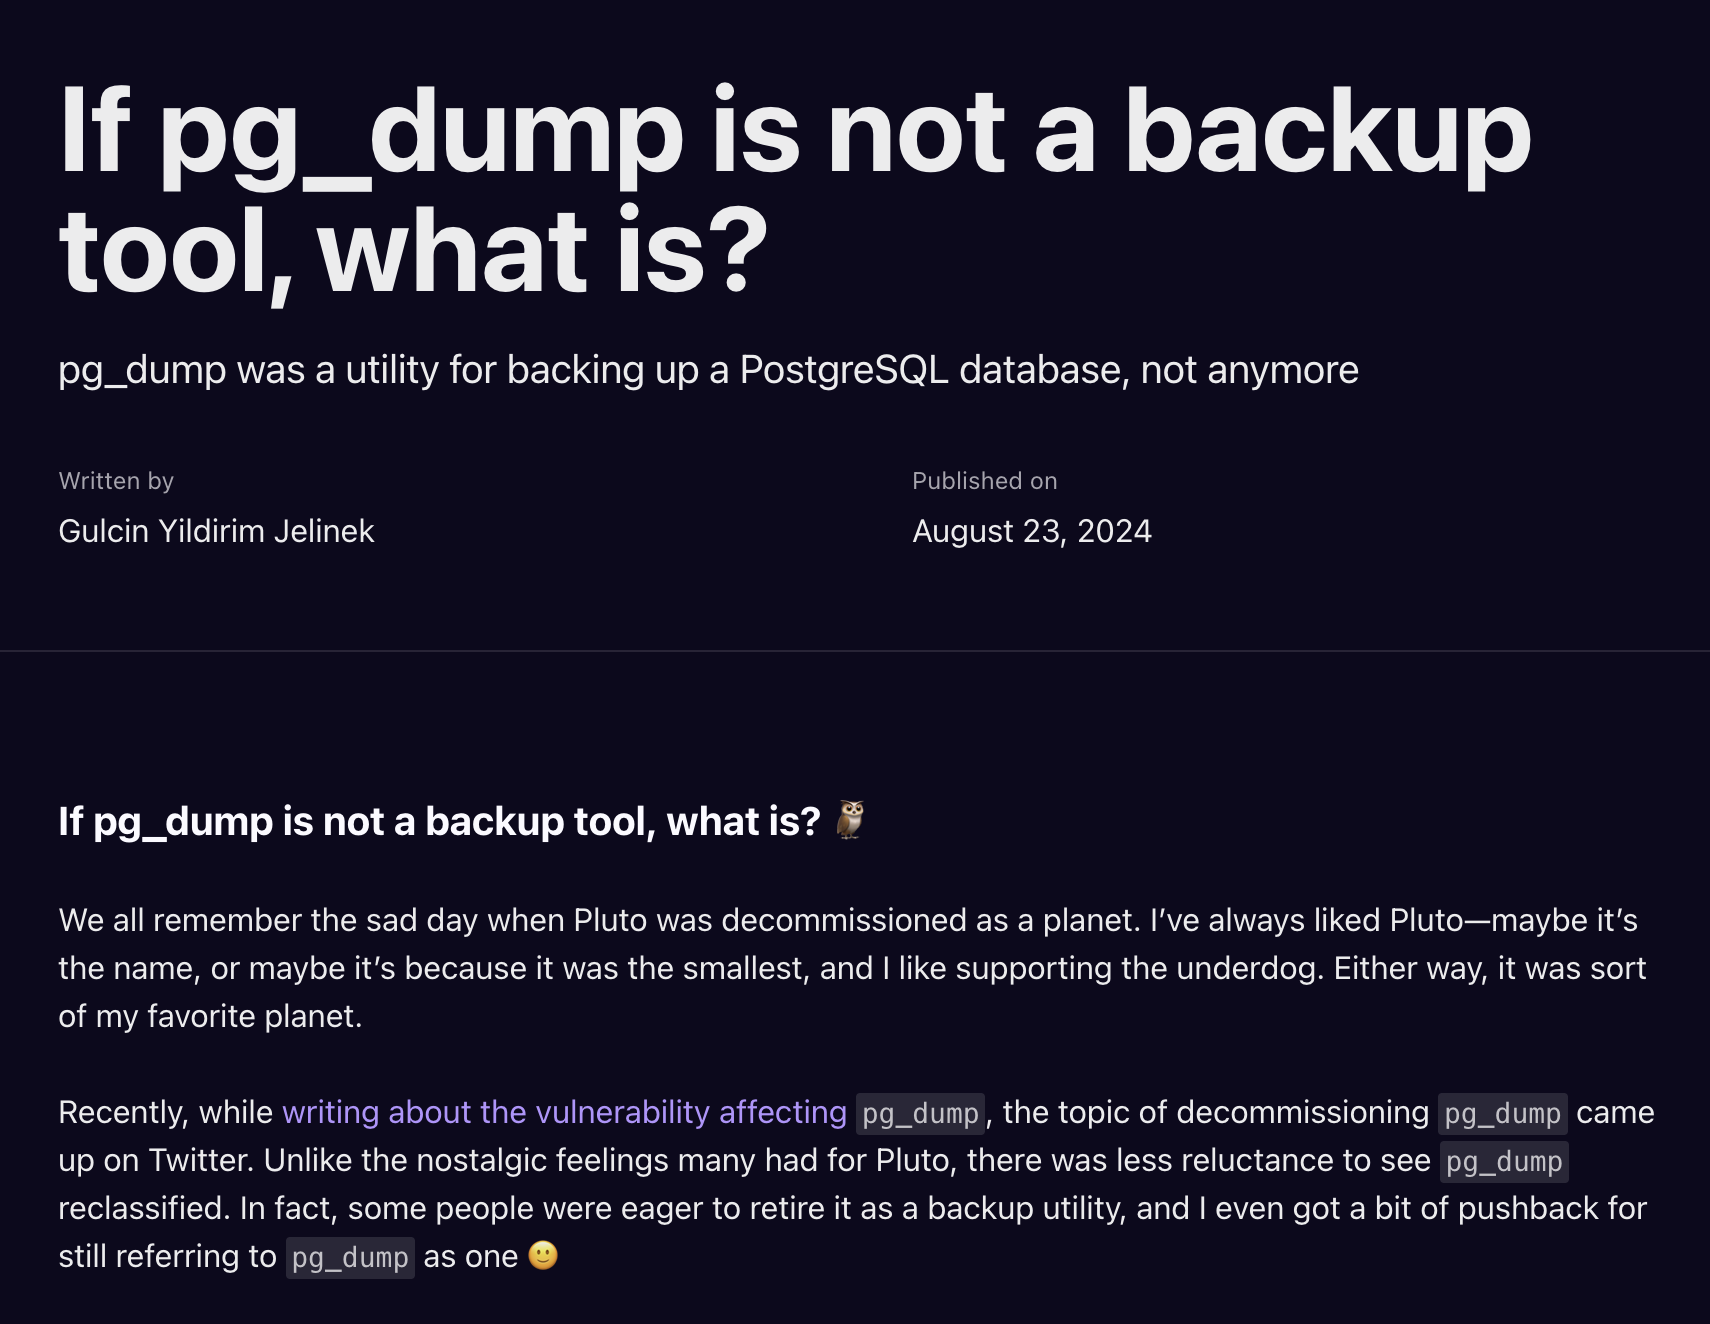 If pg_dump is not a backup
tool, what is?
pg_dump was a utility for backing up a PostgreSQL database, not anymore
Written by
Gulcin Yildirim Jelinek
Published on
August 23, 2024
If pg_dump is not a backup tool, what is? 🦉
We all remember the sad day when Pluto was decommissioned as a planet. I’ve always liked Pluto—maybe it’s
the name, or maybe it’s because it was the smallest, and I like supporting the underdog. Either way, it was sort
of my favorite planet.
Recently, while writing about the vulnerability affecting pg_dump, the topic of decommissioning pg_dump came
up on Twitter. Unlike the nostalgic feelings many had for Pluto, there was less reluctance to see pg_dump
reclassified. In fact, some people were eager to retire it as a backup utility, and I even got a bit of pushback for
still referring to pg_dump as one 🙂